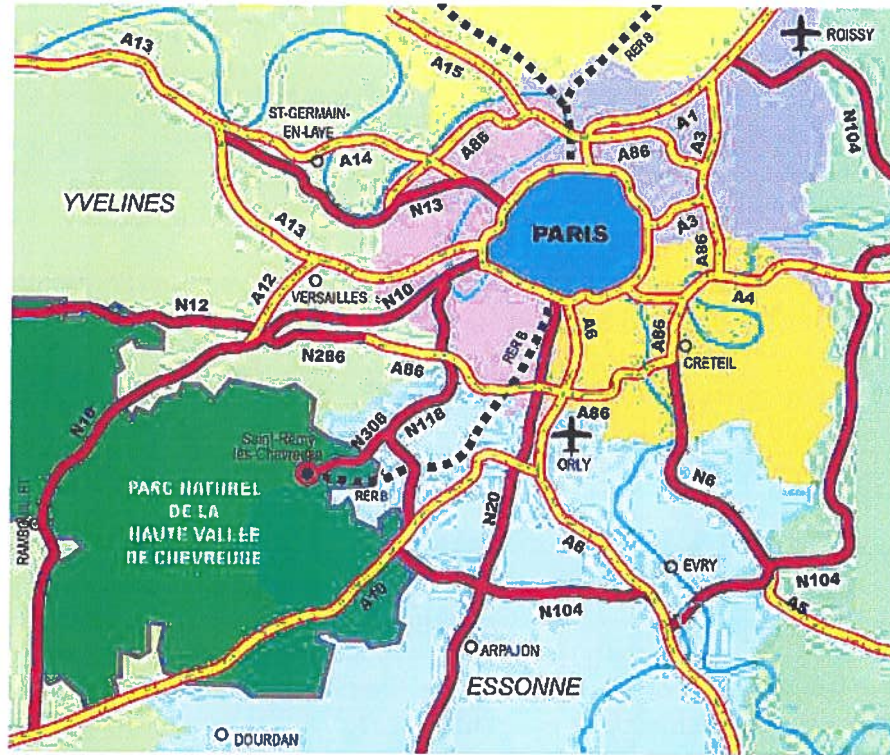 A13
A15
RER B
ROISSY
ST-GERMAIN-
EN-LAYE
A14
A86
A86
A1
A3
N104
YVELINES
N13
A13
PARIS
A3
A86
A12
VERSAILLES
N10
A4
N12
N286
A86
RER B
A6
A86
CRETEIL
N10
Saint-Rémy
lès-Chevreuse
N306
N118
A86
ORLY
RER B
PARC NATUREL
DE LA
HAUTE VALLEE
DE CHEVREUSE
RAMBOUILLET
N20
N6
A6
EVRY
N104
A10
N104
A5
ARPAJON
ESSONNE
DOURDAN